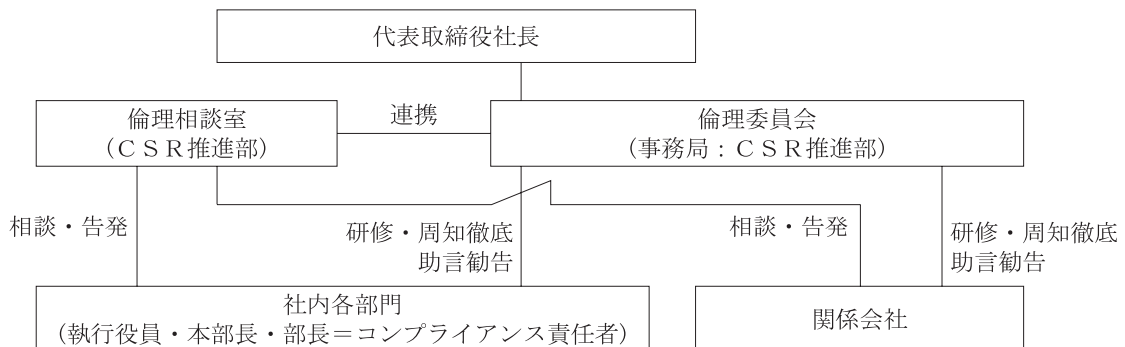 代表取締役社長
倫理相談室
(CSR推進部)
連携
倫理委員会
(事務局:CSR推進部)
相談・告発
研修・周知徹底
助言勧告
相談・告発
研修・周知徹底
助言勧告
社内各部門
(執行役員・本部長・部長=コンプライアンス責任者)
関係会社